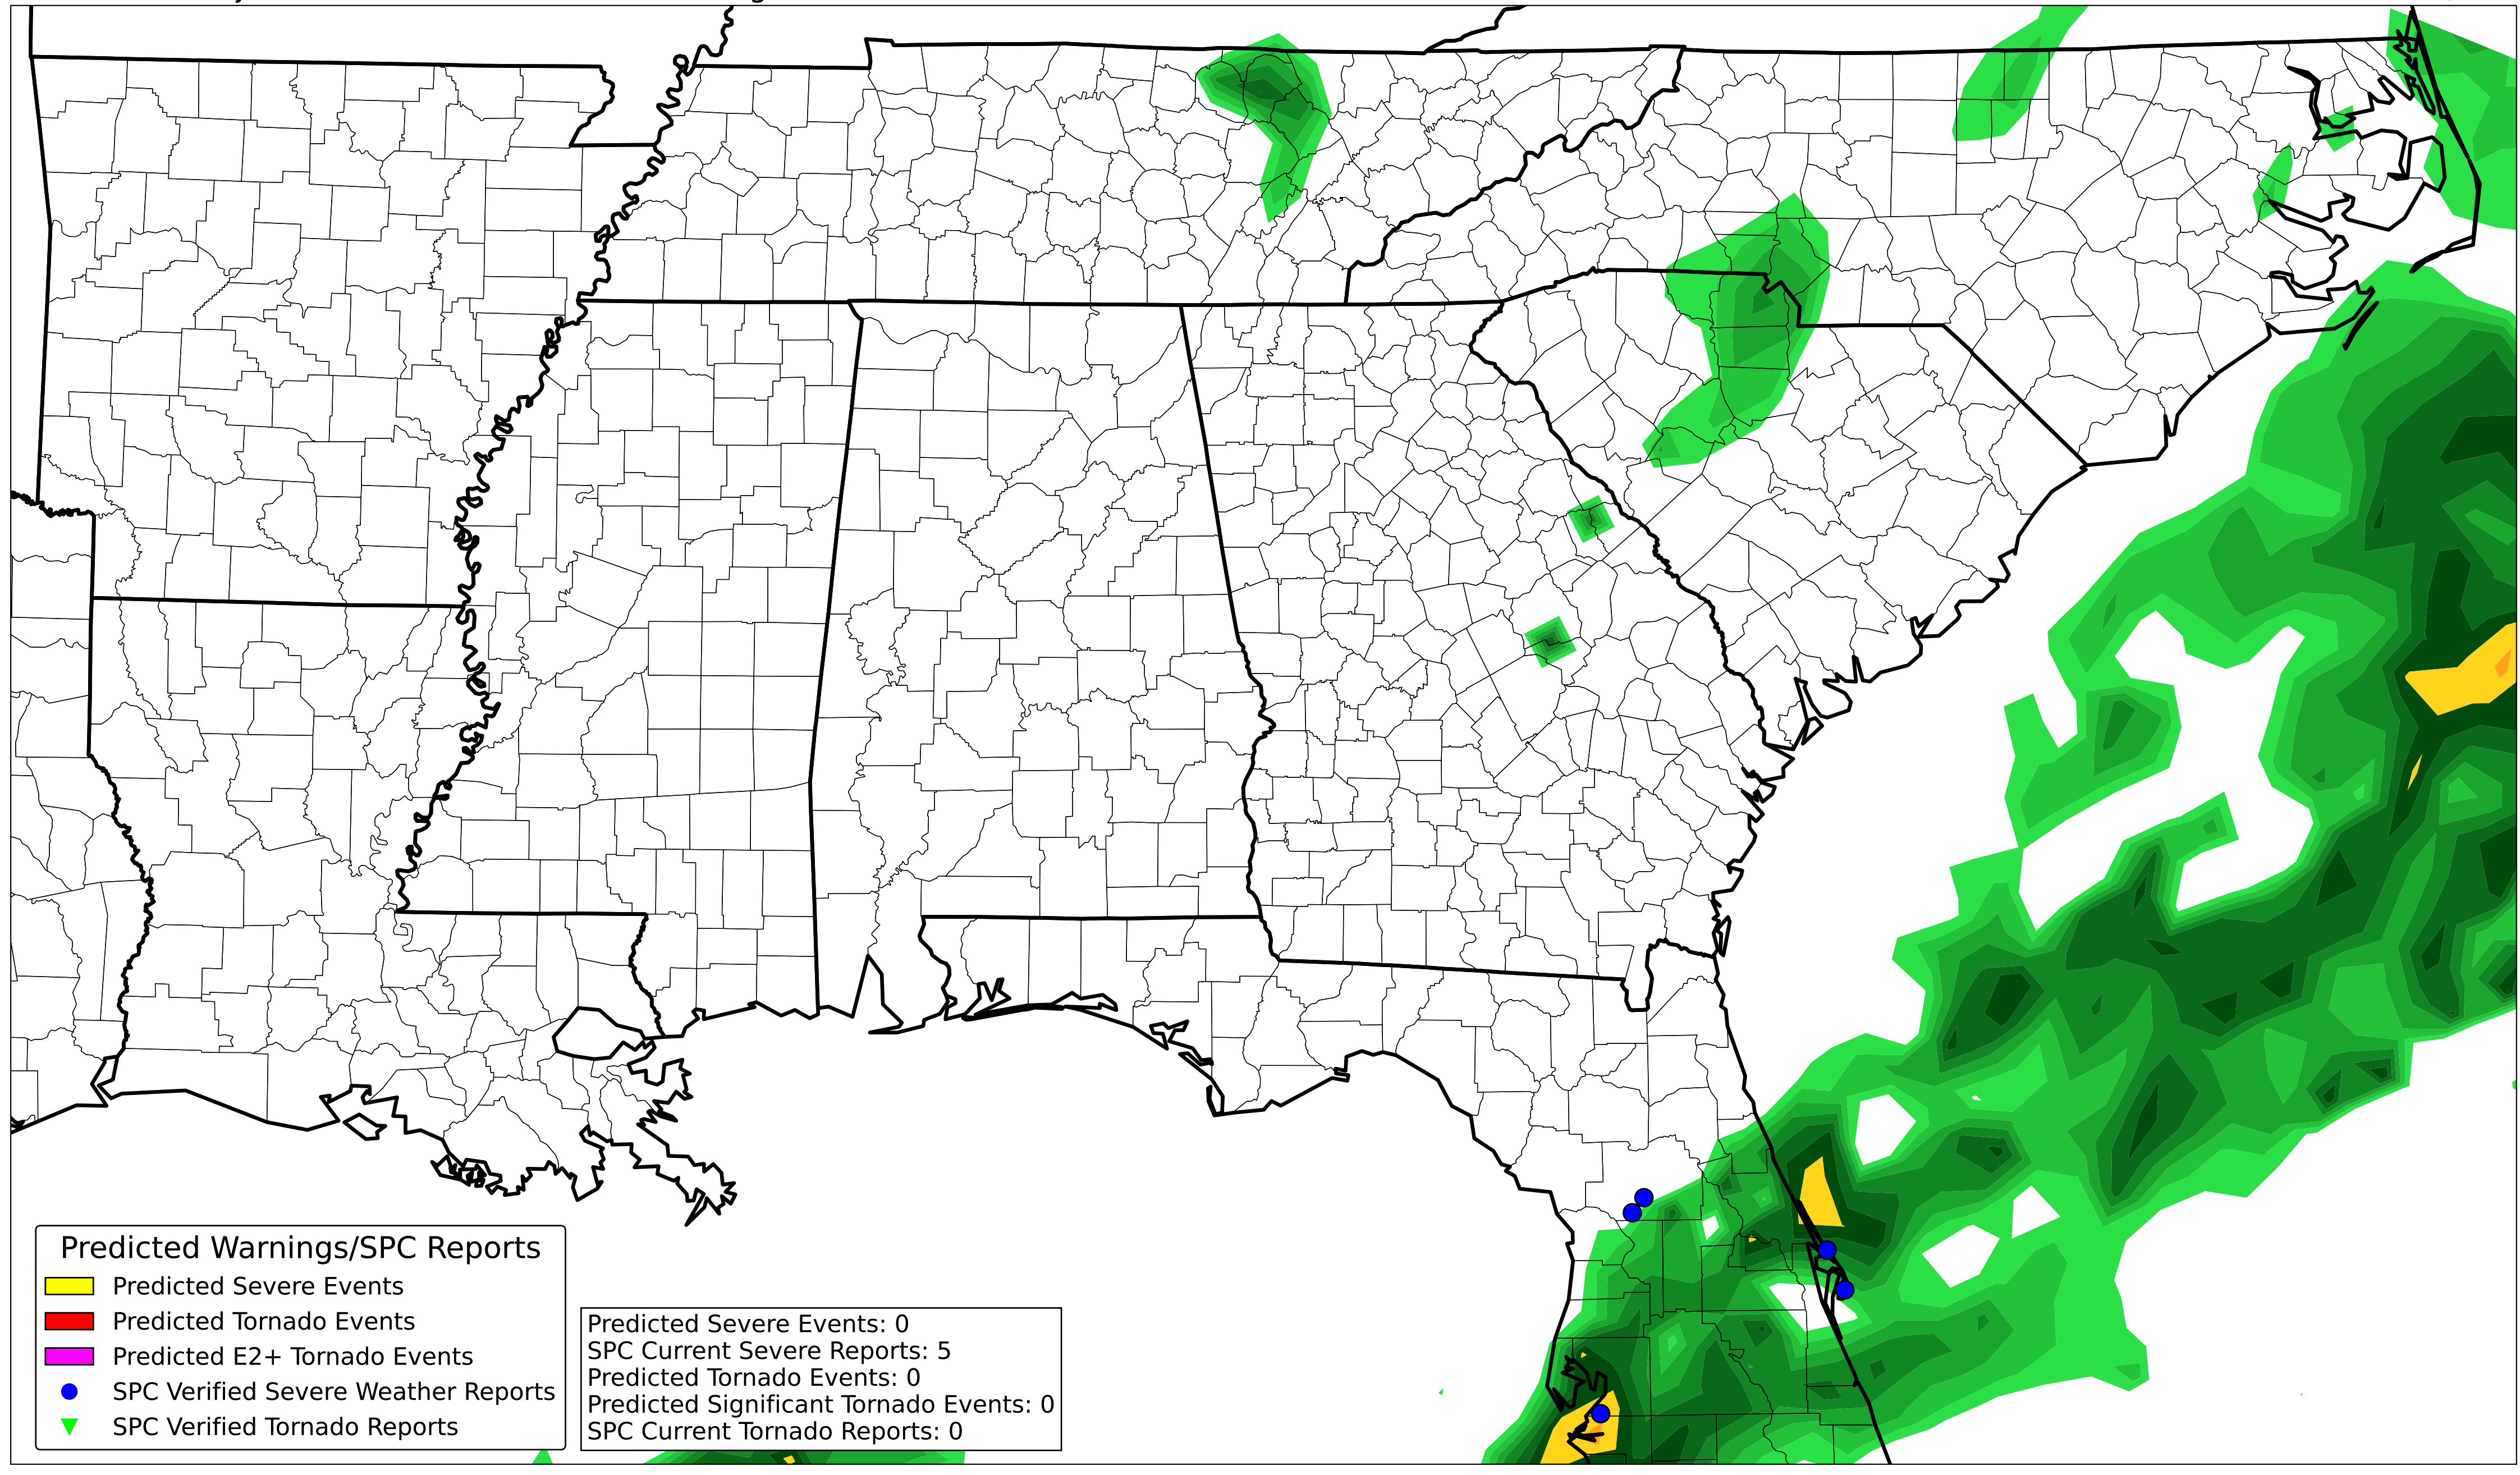 Predicted Warnings/SPC Reports
Predicted Severe Events
Predicted Tornado Events
Predicted E2+ Tornado Events
SPC Verified Severe Weather Reports
SPC Verified Tornado Reports
Predicted Severe Events: 0
SPC Current Severe Reports: 5
Predicted Tornado Events: 0
Predicted Significant Tornado Events: 0
SPC Current Tornado Reports: 0